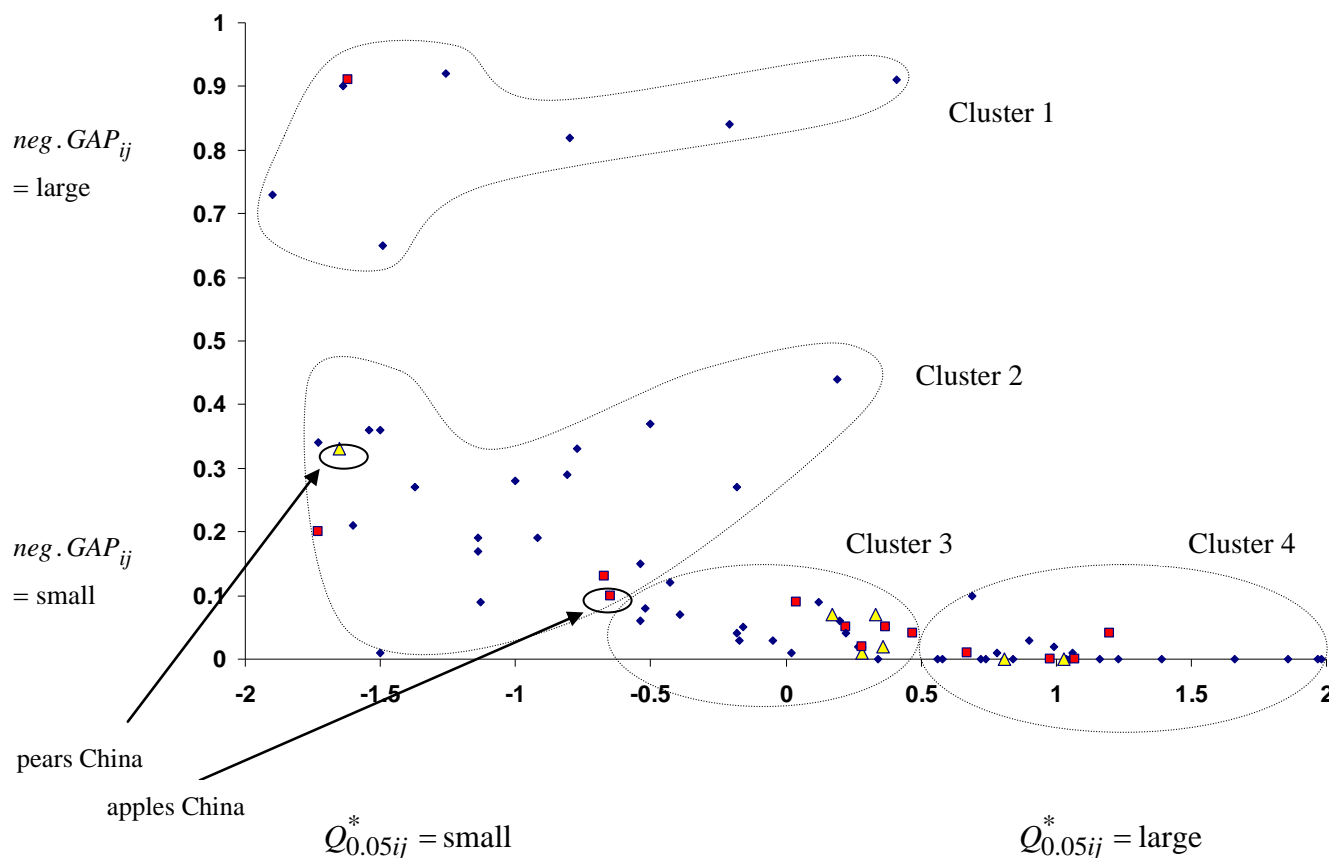 1
0.9
Cluster 1
neg.GAP_ij
0.8
= large
0.7
0.6
0.5
Cluster 2
0.4
0.3
neg.GAP_ij
0.2
Cluster 3
Cluster 4
= small
0.1
0
-2
-1.5
-1
-0.5
0
0.5
1
1.5
2
pears China
apples China
Q*_0.05ij = small
Q*_0.05ij = large